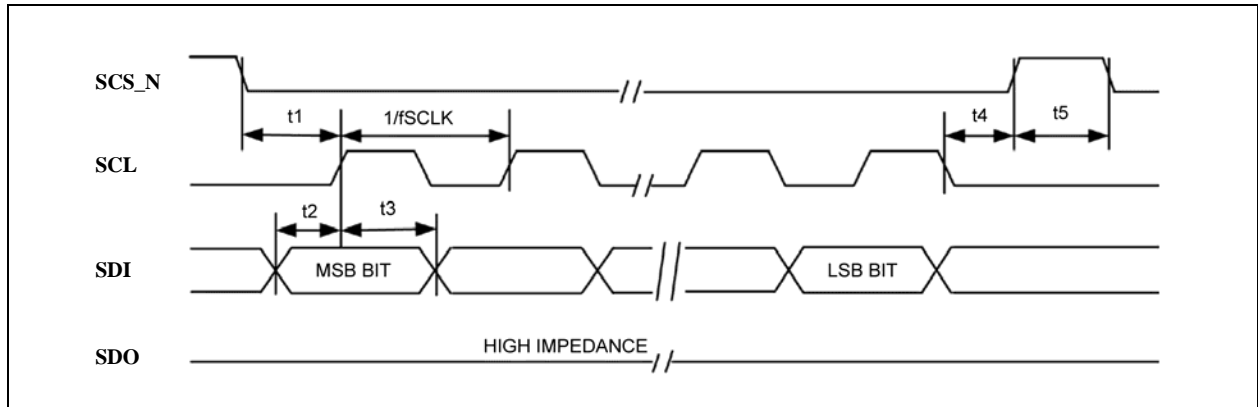 SCS_N
t1
1/fSCLK
t4
t5
SCL
t2
t3
SDI
MSB BIT
LSB BIT
SDO
HIGH IMPEDANCE